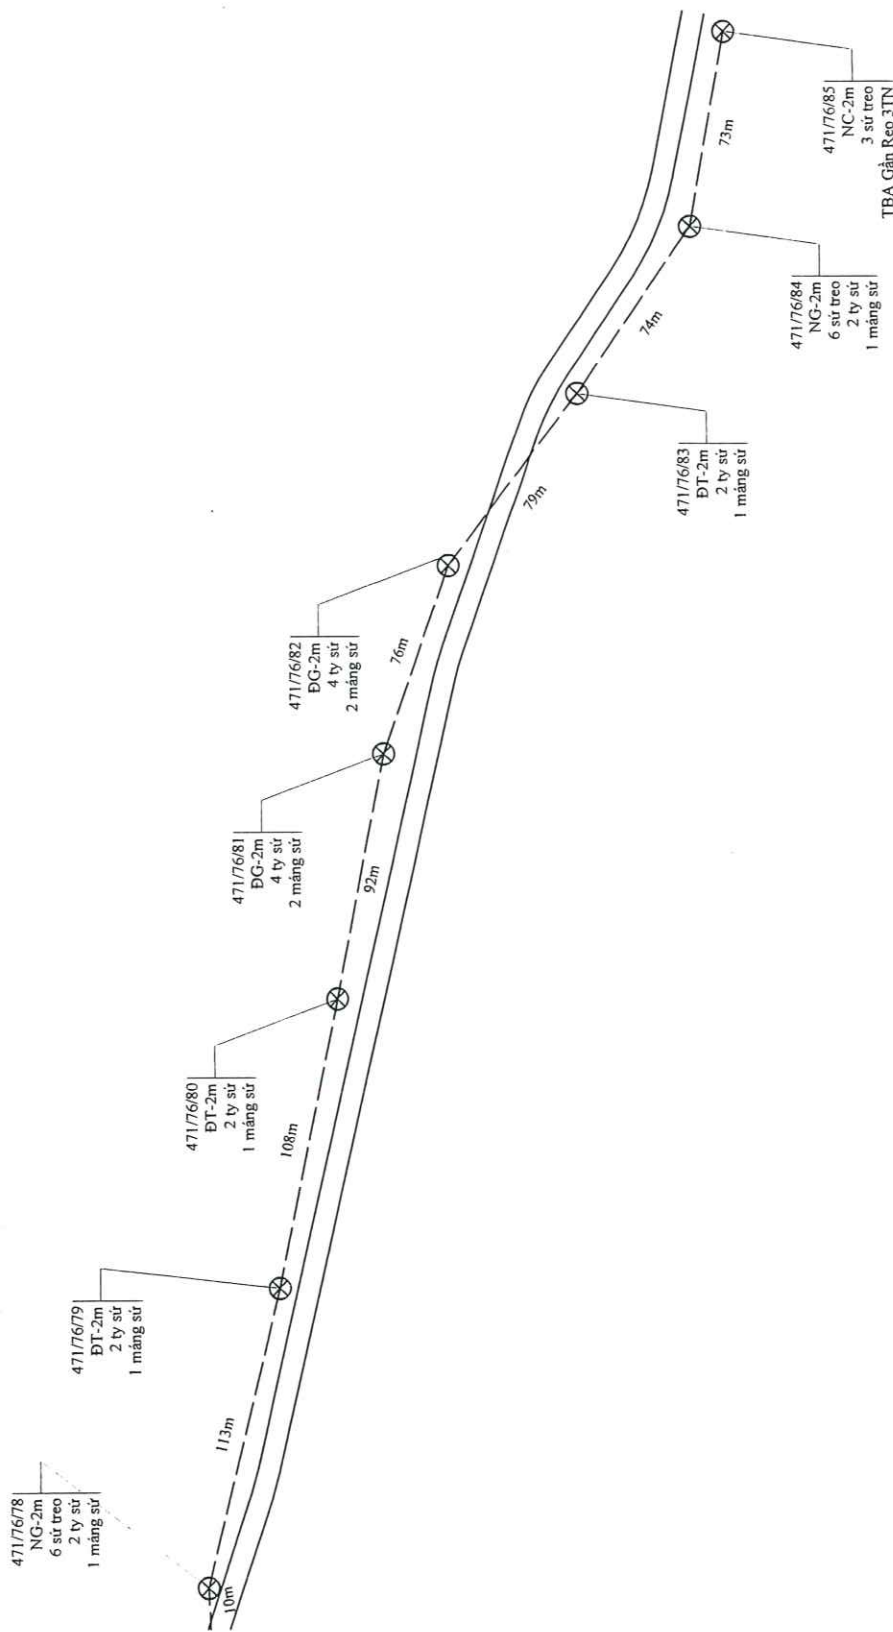 471/76/78
NG-2m
6 sứ treo
2 ty sứ
1 máng sứ
10m
113m
471/76/79
ĐT-2m
2 ty sứ
1 máng sứ
108m
471/76/80
ĐT-2m
2 ty sứ
1 máng sứ
92m
471/76/81
ĐG-2m
4 ty sứ
2 máng sứ
76m
471/76/82
ĐG-2m
4 ty sứ
2 máng sứ
79m
471/76/83
ĐT-2m
2 ty sứ
1 máng sứ
74m
471/76/84
NG-2m
6 sứ treo
2 ty sứ
1 máng sứ
73m
471/76/85
NC-2m
3 sứ treo
TBA Gần Reo 3TN